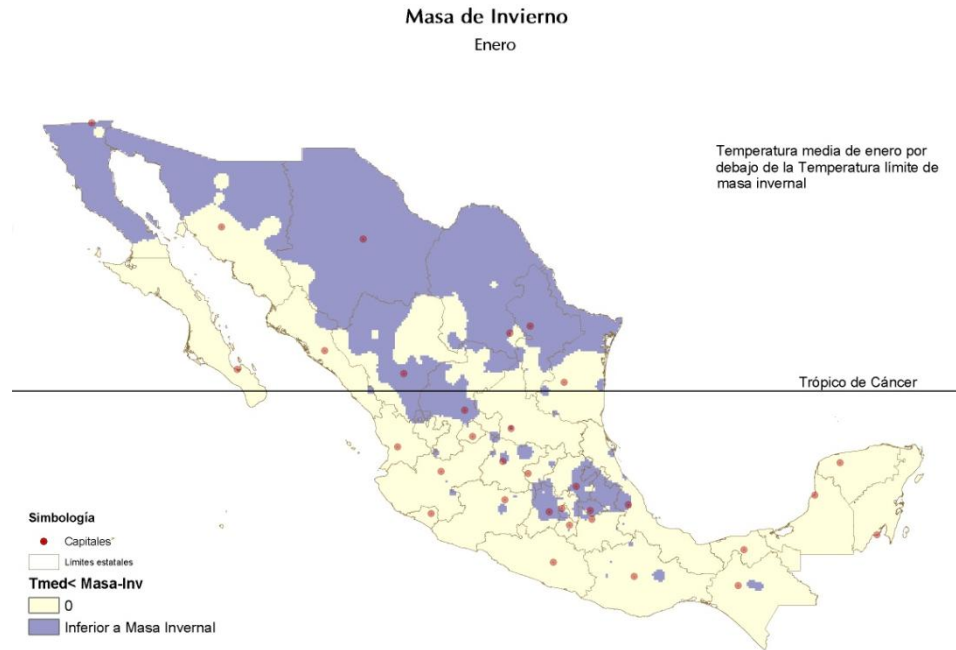 Masa de Invierno
Enero
Temperatura media de enero por
debajo de la Temperatura límite de
masa invernal
Trópico de Cáncer
Simbología
Capitales
Límites estatales
Tmed< Masa-Inv
0
Inferior a Masa Invernal